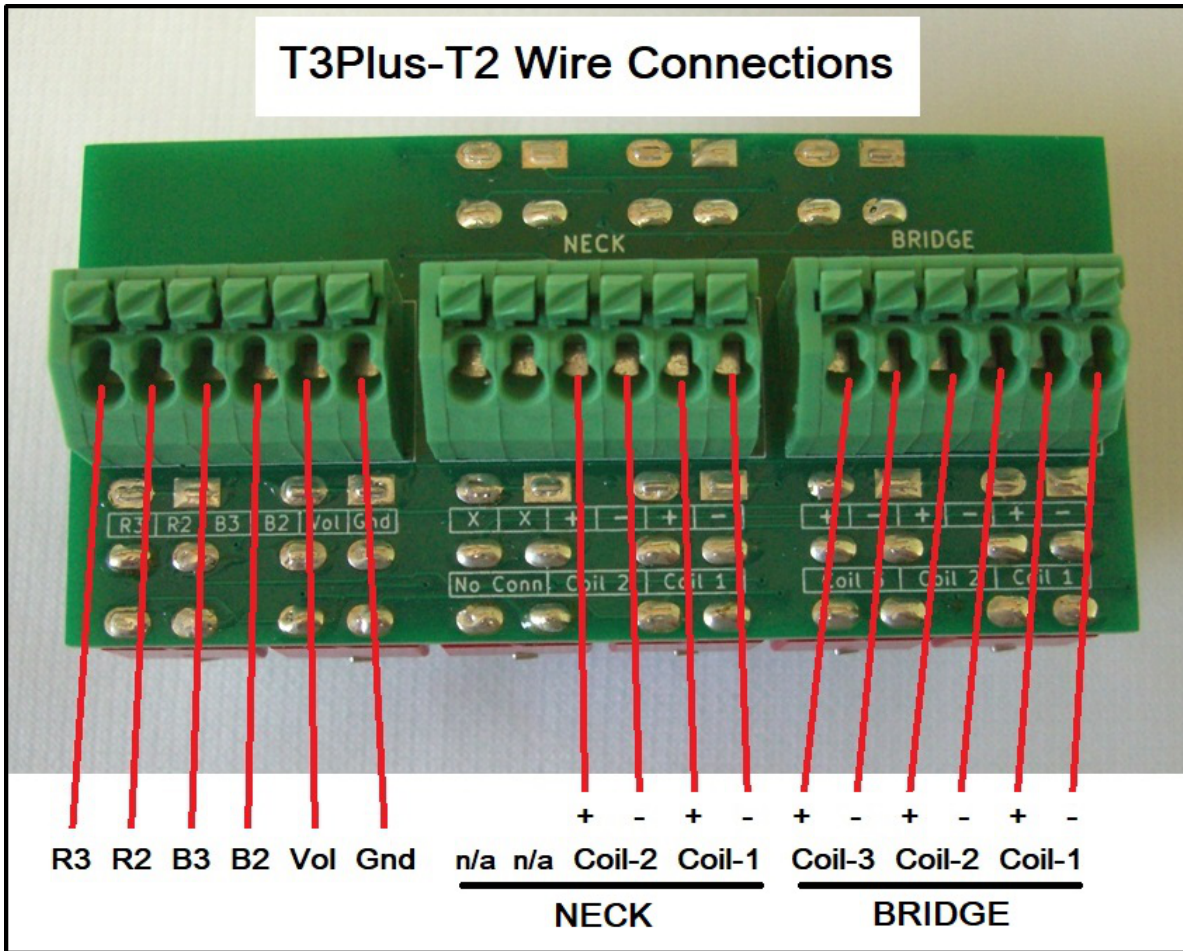 T3Plus-T2 Wire Connections
NECK
BRIDGE
R3 R2 B3 B2 Vol Gnd
X X + - + -
+ - + - + -
No Conn Coil 2 Coil 1
Coil 3 Coil 2 Coil 1
+ - + - + - + - + -
R3 R2 B3 B2 Vol Gnd n/a n/a Coil-2 Coil-1 Coil-3 Coil-2 Coil-1
NECK
BRIDGE